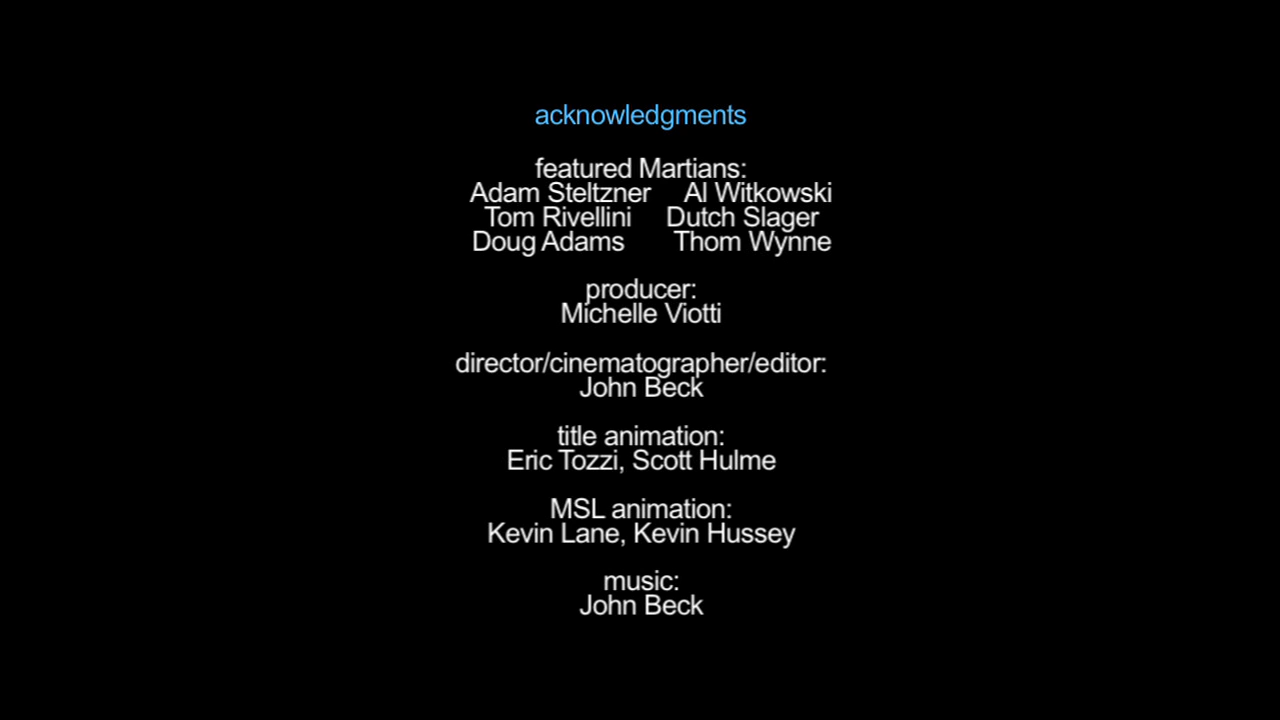 acknowledgments
featured Martians:
Adam Steltzner Al Witkowski
Tom Rivellini Dutch Slager
Doug Adams Thom Wynne
producer:
Michelle Viotti
director/cinematographer/editor:
John Beck
title animation:
Eric Tozzi, Scott Hulme
MSL animation:
Kevin Lane, Kevin Hussey
music:
John Beck